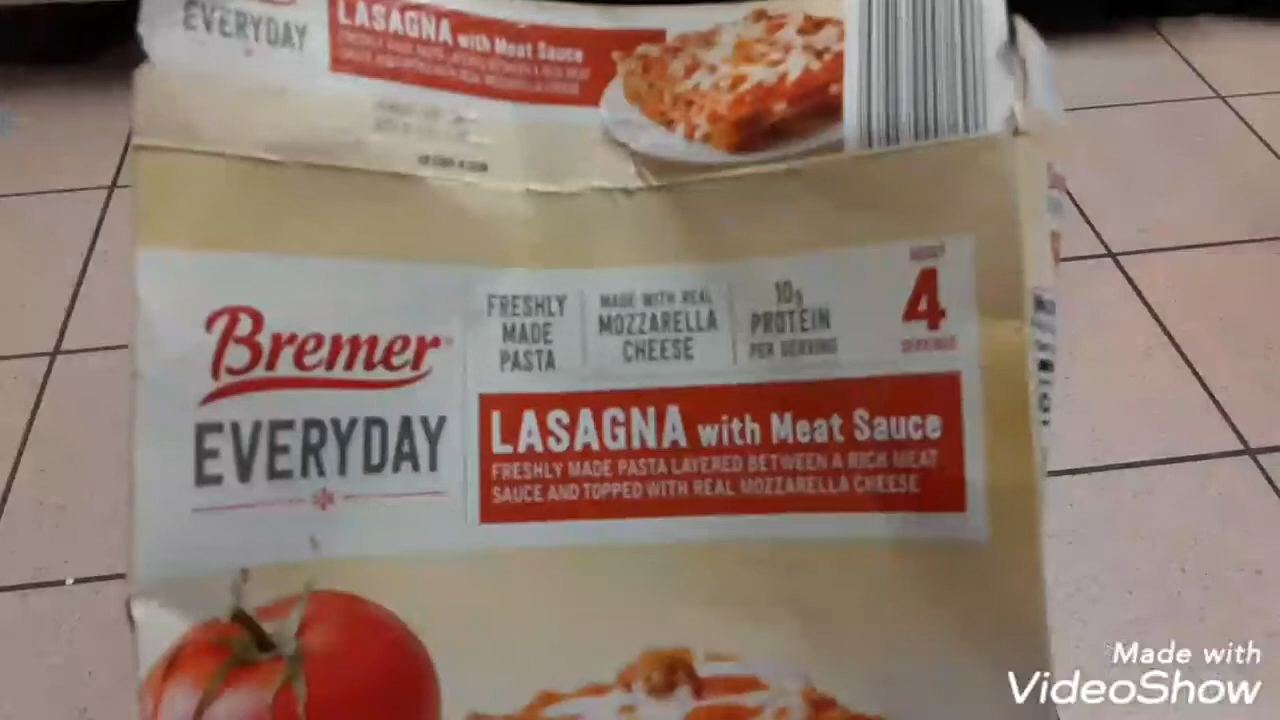 EVERYDAY
LASAGNA with Meat Sauce
Bremer
EVERYDAY
FRESHLY
MADE
PASTA
MADE WITH REAL
MOZZARELLA
CHEESE
10g
PROTEIN
PER SERVING
ABOUT
4
SERVINGS
LASAGNA with Meat Sauce
FRESHLY MADE PASTA LAYERED BETWEEN A RICH MEAT
SAUCE AND TOPPED WITH REAL MOZZARELLA CHEESE
Made with
VideoShow